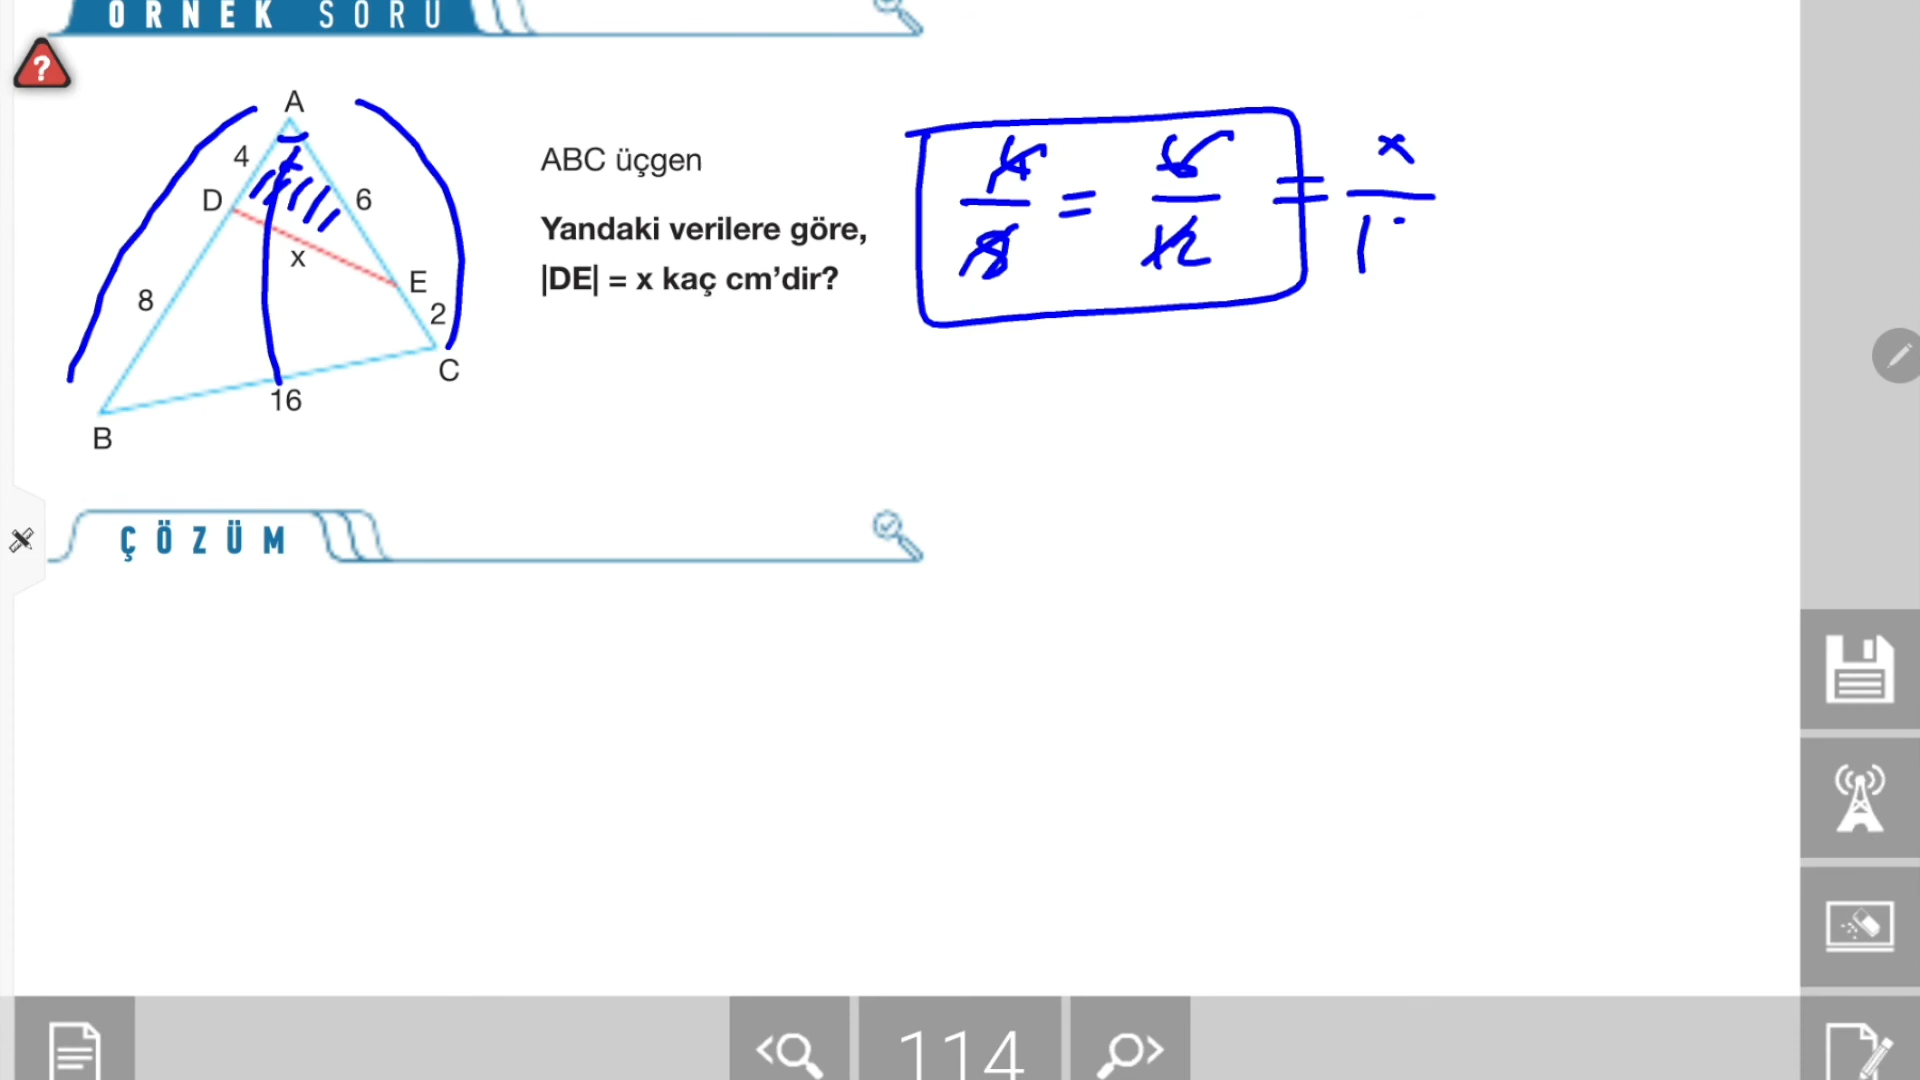 ÖRNEK SORU
?
A
4
D
6
x
E
8
2
C
16
B
ABC üçgen
Yandaki verilere göre,
|DE| = x kaç cm’dir?
4/8 = 6/12 = x/1
ÇÖZÜM
114